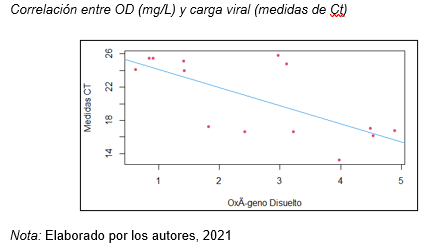 Correlación entre OD (mg/L) y carga viral (medidas de Ct)
26
22
18
14
Medidas CT
1 2 3 4 5
OxÃ-geno Disuelto
Nota: Elaborado por los autores, 2021